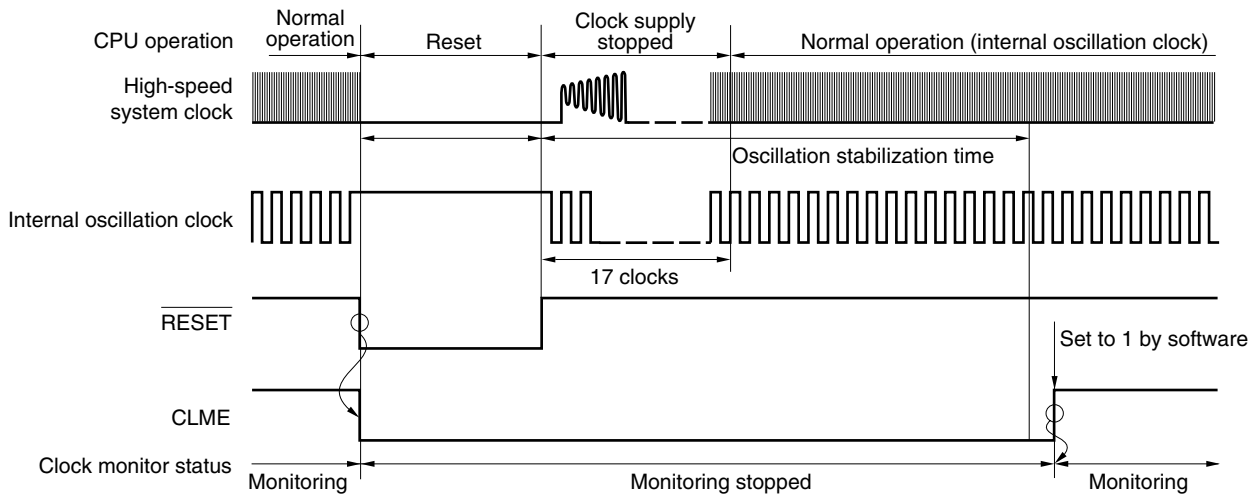 Normal
operation
Clock supply
stopped
CPU operation
Reset
Normal operation (internal oscillation clock)
High-speed
system clock
Oscillation stabilization time
Internal oscillation clock
17 clocks
RESET
Set to 1 by software
CLME
Clock monitor status
Monitoring
Monitoring stopped
Monitoring